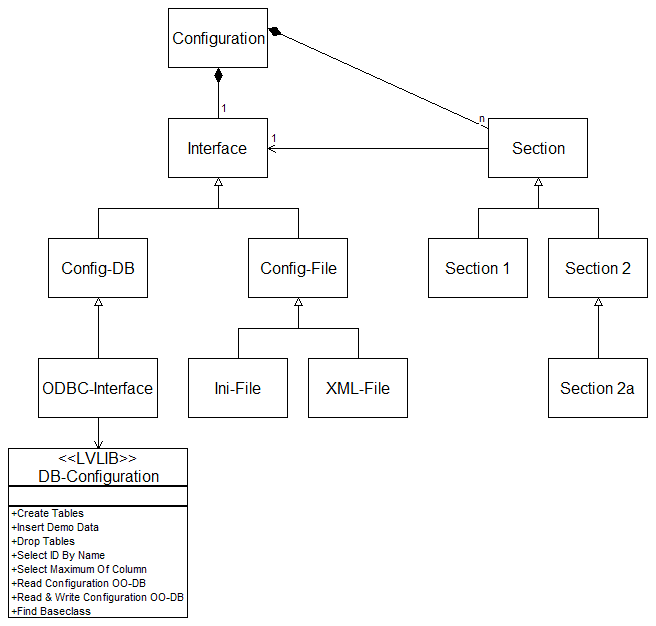 Configuration
1
n
Interface
1
Section
Config-DB
Config-File
Section 1
Section 2
ODBC-Interface
Ini-File
XML-File
Section 2a
<<LVLIB>>
DB-Configuration
+Create Tables
+Insert Demo Data
+Drop Tables
+Select ID By Name
+Select Maximum Of Column
+Read Configuration OO-DB
+Read & Write Configuration OO-DB
+Find Baseclass